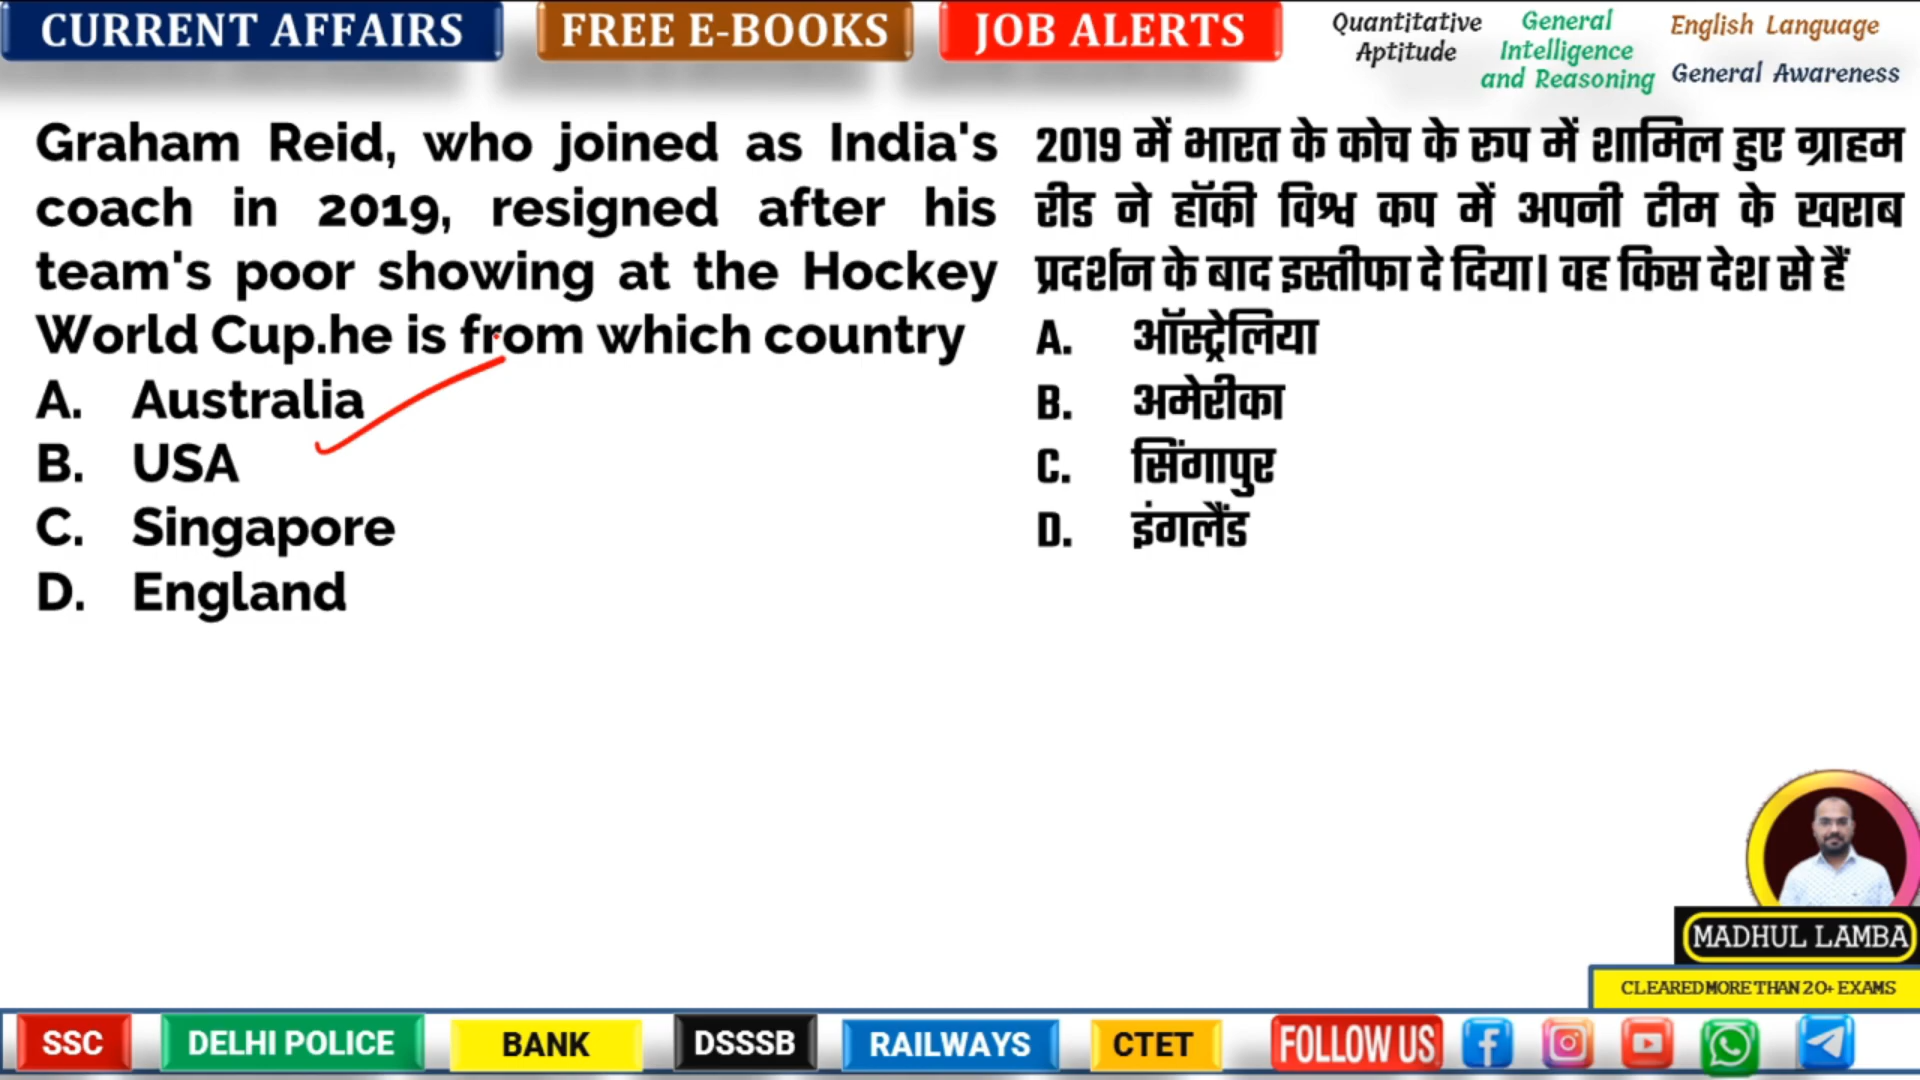 CURRENT AFFAIRS
FREE E-BOOKS
JOB ALERTS
Quantitative
Aptitude
General
Intelligence
and Reasoning
English Language
General Awareness
Graham Reid, who joined as India's
coach in 2019, resigned after his
team's poor showing at the Hockey
World Cup.he is from which country
A. Australia
B. USA
C. Singapore
D. England
2019 में भारत के कोच के रूप में शामिल हुए ग्राहम
रीड ने हॉकी विश्व कप में अपनी टीम के खराब
प्रदर्शन के बाद इस्तीफा दे दिया। वह किस देश से हैं
A. ऑस्ट्रेलिया
B. अमेरीका
C. सिंगापुर
D. इंगलैंड
MADHUL LAMBA
CLEARED MORE THAN 20+ EXAMS
SSC
DELHI POLICE
BANK
DSSSB
RAILWAYS
CTET
FOLLOW US